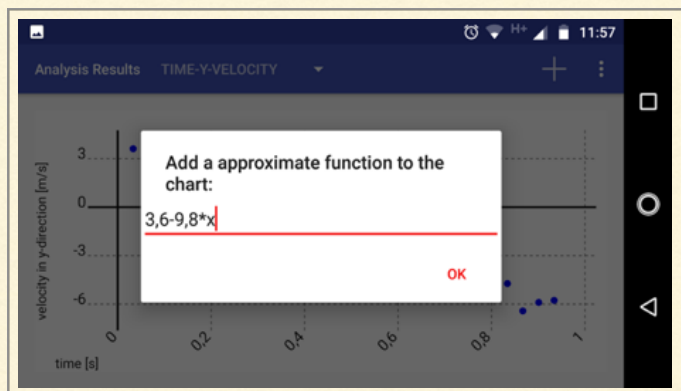 H+ 11:57
Analysis Results TIME-Y-VELOCITY
Add a approximate function to the
chart:
3,6-9,8*x
OK
velocity in y-direction [m/s]
3
0
-3
-6
0 0,2 0,4 0,6 0,8 1
time [s]